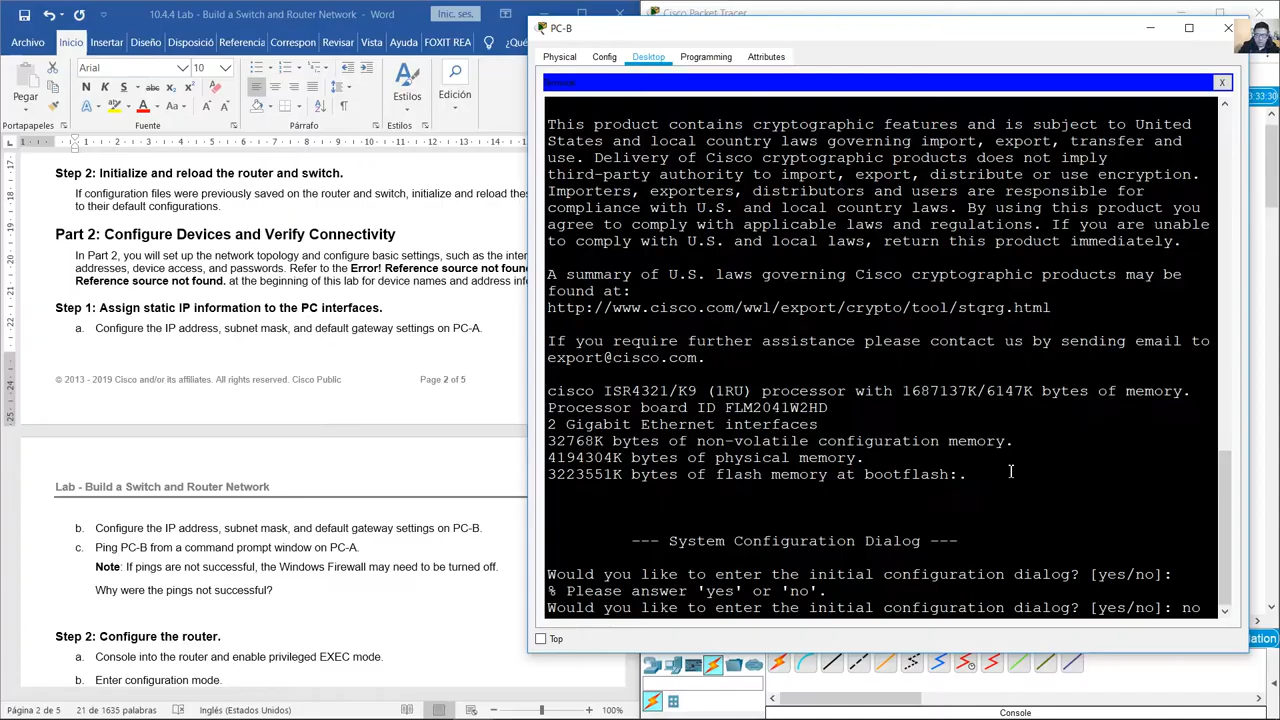 10.4.4 Lab - Build a Switch and Router Network - Word
Inic. ses.
Archivo Inicio Insertar Diseño Disposició Referencia Correspon Revisar Vista Ayuda FOXIT REA
Arial 10
Pegar
N K S abc x₂ x²
Estilos
Edición
Portapapeles Fuente Párrafo Estilos
Step 2: Initialize and reload the router and switch.
If configuration files were previously saved on the router and switch, initialize and reload thes
to their default configurations.
Part 2: Configure Devices and Verify Connectivity
In Part 2, you will set up the network topology and configure basic settings, such as the inter
addresses, device access, and passwords. Refer to the Error! Reference source not foun
Reference source not found. at the beginning of this lab for device names and address info
Step 1: Assign static IP information to the PC interfaces.
a. Configure the IP address, subnet mask, and default gateway settings on PC-A.
© 2013 - 2019 Cisco and/or its affiliates. All rights reserved. Cisco Public Page 2 of 5
Lab - Build a Switch and Router Network
b. Configure the IP address, subnet mask, and default gateway settings on PC-B.
c. Ping PC-B from a command prompt window on PC-A.
Note: If pings are not successful, the Windows Firewall may need to be turned off.
Why were the pings not successful?
Step 2: Configure the router.
a. Console into the router and enable privileged EXEC mode.
b. Enter configuration mode.
Página 2 de 5 21 de 1635 palabras Inglés (Estados Unidos) 100%
Cisco Packet Tracer
PC-B
Physical Config Desktop Programming Attributes
X
This product contains cryptographic features and is subject to United
States and local country laws governing import, export, transfer and
use. Delivery of Cisco cryptographic products does not imply
third-party authority to import, export, distribute or use encryption.
Importers, exporters, distributors and users are responsible for
compliance with U.S. and local country laws. By using this product you
agree to comply with applicable laws and regulations. If you are unable
to comply with U.S. and local laws, return this product immediately.
A summary of U.S. laws governing Cisco cryptographic products may be
found at:
http://www.cisco.com/wwl/export/crypto/tool/stqrg.html
If you require further assistance please contact us by sending email to
export@cisco.com.
cisco ISR4321/K9 (1RU) processor with 1687137K/6147K bytes of memory.
Processor board ID FLM2041W2HD
2 Gigabit Ethernet interfaces
32768K bytes of non-volatile configuration memory.
4194304K bytes of physical memory.
3223551K bytes of flash memory at bootflash:.
--- System Configuration Dialog ---
Would you like to enter the initial configuration dialog? [yes/no]:
% Please answer 'yes' or 'no'.
Would you like to enter the initial configuration dialog? [yes/no]: no
Top
3:33:30
lation
Console